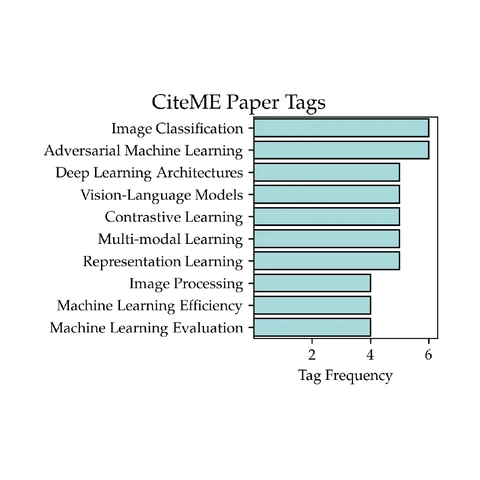 CiteME Paper Tags
Image Classification
Adversarial Machine Learning
Deep Learning Architectures
Vision-Language Models
Contrastive Learning
Multi-modal Learning
Representation Learning
Image Processing
Machine Learning Efficiency
Machine Learning Evaluation
2 4 6
Tag Frequency